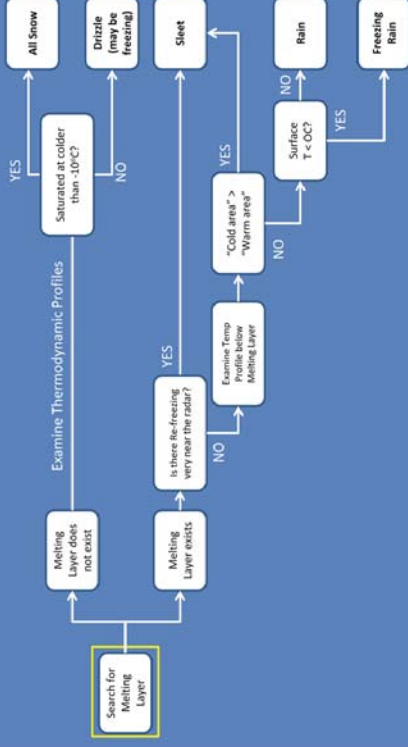 Search for
Melting
Layer
Melting
Layer does
not exist
Examine Thermodynamic Profiles
Saturated at colder
than -10°C?
YES
All Snow
NO
Drizzle
(may be
freezing)
Melting
Layer exists
Is there Re-freezing
very near the radar?
YES
Sleet
NO
Examine Temp
Profile below
Melting Layer
"Cold area" >
"Warm area"
YES
NO
Surface
T < 0C?
NO
Rain
YES
Freezing
Rain